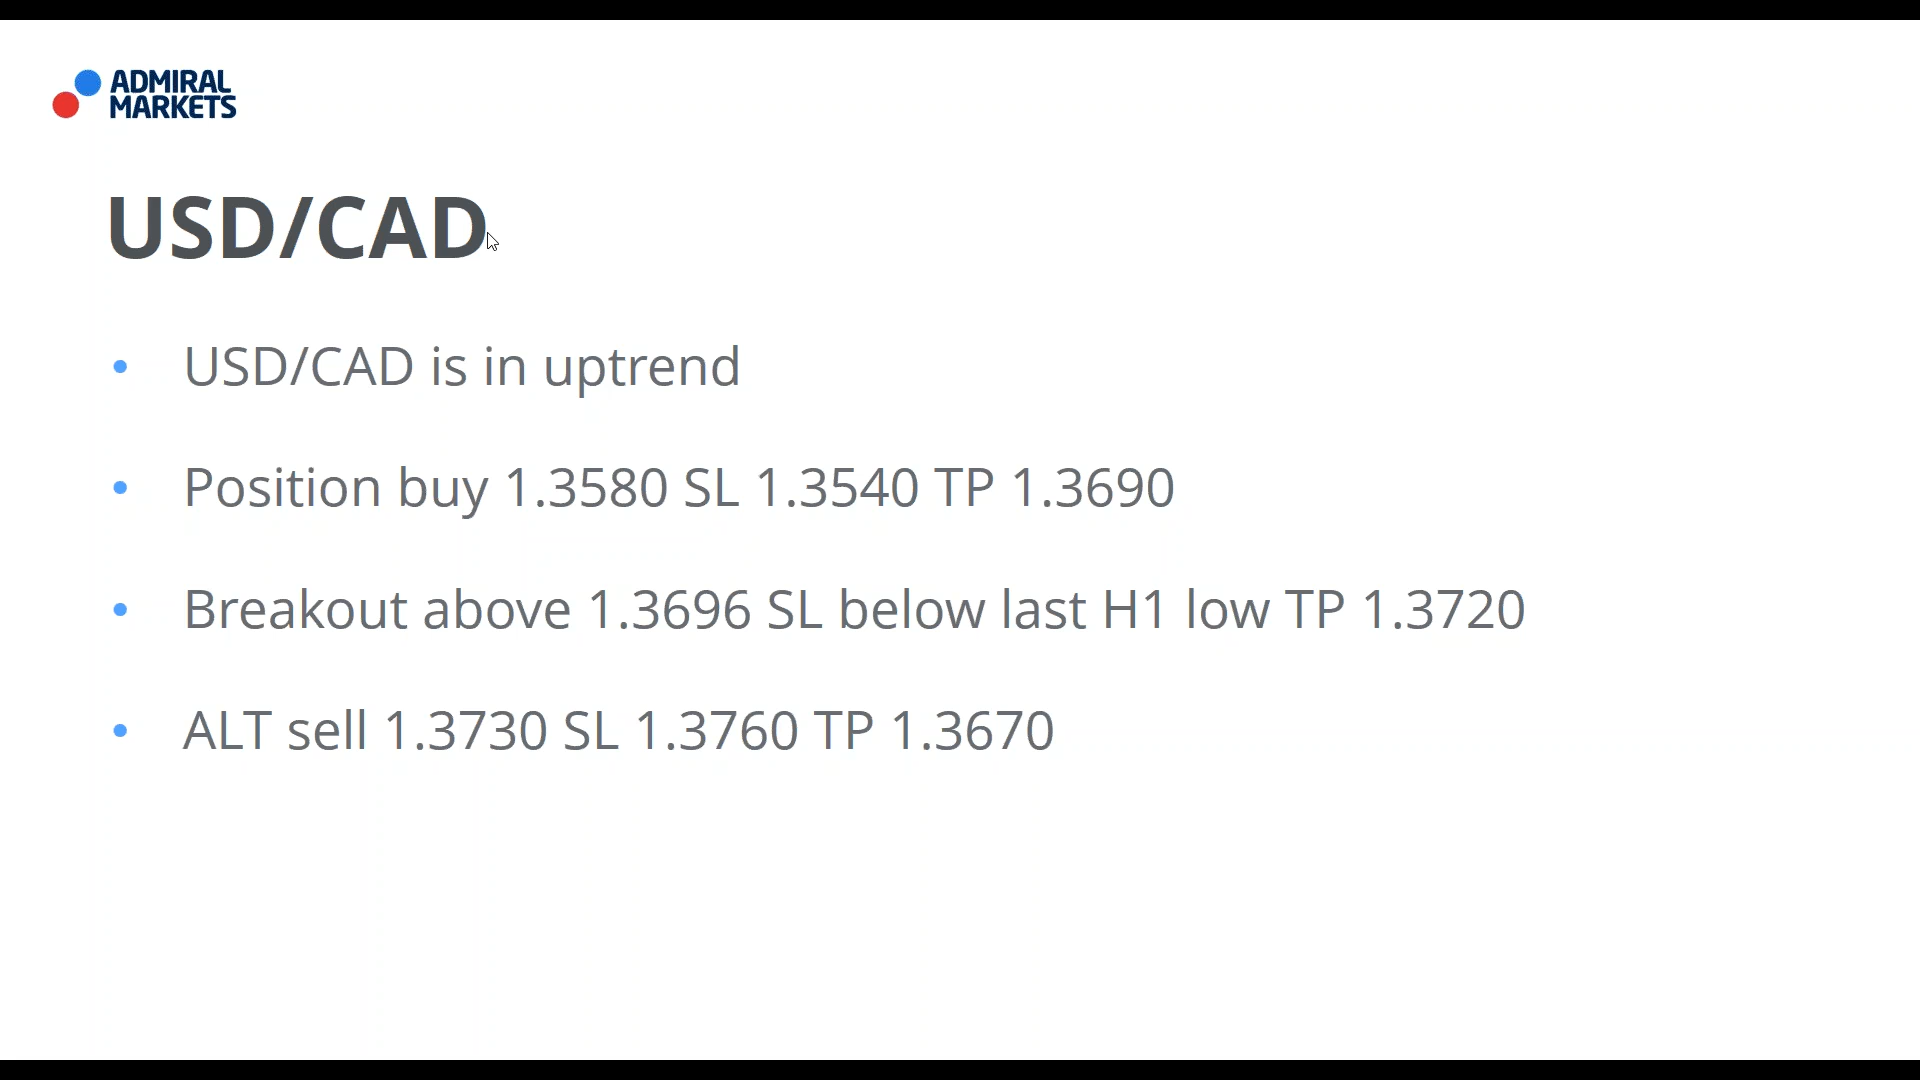 ADMIRAL
MARKETS
USD/CAD
• USD/CAD is in uptrend
• Position buy 1.3580 SL 1.3540 TP 1.3690
• Breakout above 1.3696 SL below last H1 low TP 1.3720
• ALT sell 1.3730 SL 1.3760 TP 1.3670